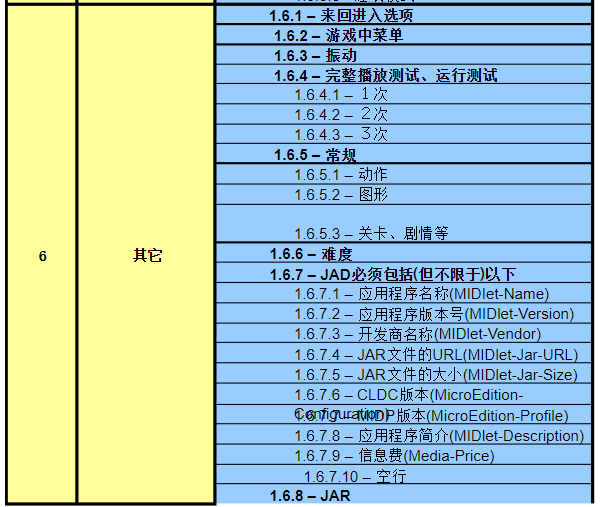 1.6.1 – 来回进入选项
1.6.2 – 游戏中菜单
1.6.3 – 振动
1.6.4 – 完整播放测试、运行测试
1.6.4.1 – 1次
1.6.4.2 – 2次
1.6.4.3 – 3次
1.6.5 – 常规
1.6.5.1 – 动作
1.6.5.2 – 图形
1.6.5.3 – 关卡、剧情等
6
其它
1.6.6 – 难度
1.6.7 – JAD必须包括(但不限于)以下
1.6.7.1 – 应用程序名称(MIDlet-Name)
1.6.7.2 – 应用程序版本号(MIDlet-Version)
1.6.7.3 – 开发商名称(MIDlet-Vendor)
1.6.7.4 – JAR文件的URL(MIDlet-Jar-URL)
1.6.7.5 – JAR文件的大小(MIDlet-Jar-Size)
1.6.7.6 – CLDC版本(MicroEdition-
Configuration)
1.6.7.7 – MIDP版本(MicroEdition-Profile)
1.6.7.8 – 应用程序简介(MIDlet-Description)
1.6.7.9 – 信息费(Media-Price)
1.6.7.10 – 空行
1.6.8 – JAR